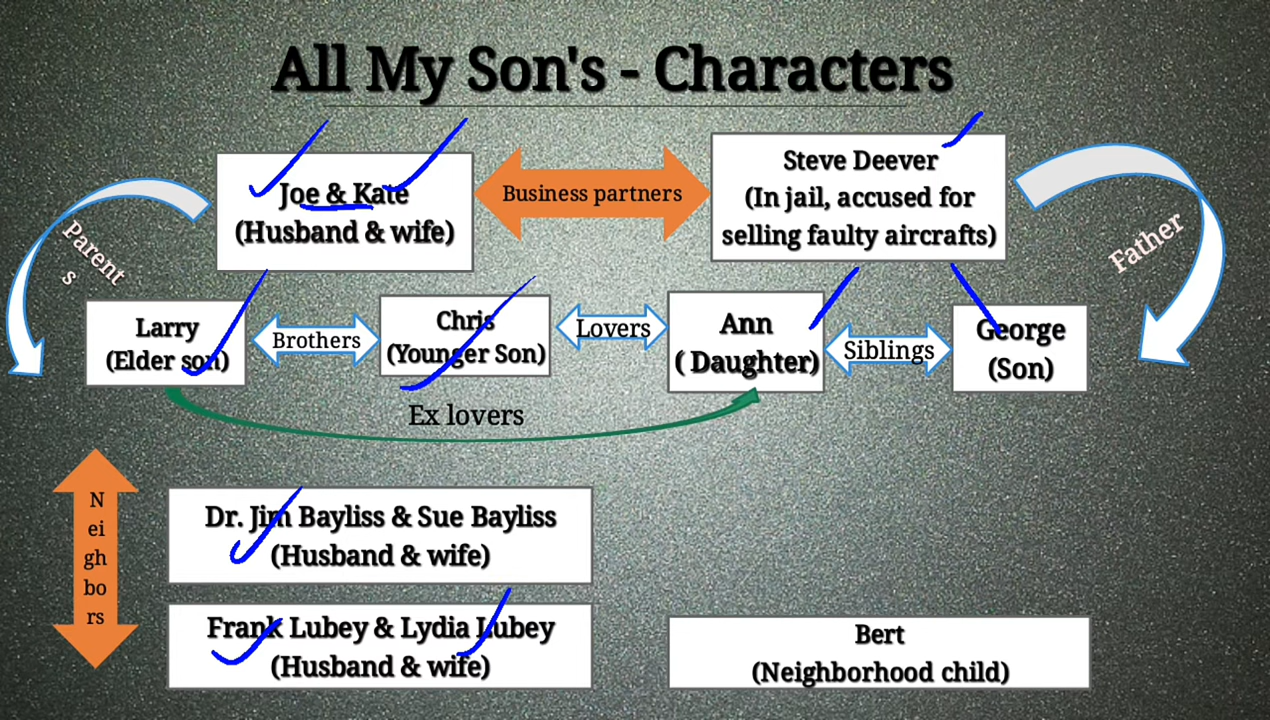 All My Son's - Characters
Joe & Kate
(Husband & wife)
Business partners
Steve Deever
(In jail, accused for
selling faulty aircrafts)
Parent
s
Father
Larry
(Elder son)
Brothers
Chris
(Younger Son)
Lovers
Ann
( Daughter)
Siblings
George
(Son)
Ex lovers
N
ei
gh
bo
rs
Dr. Jim Bayliss & Sue Bayliss
(Husband & wife)
Frank Lubey & Lydia Lubey
(Husband & wife)
Bert
(Neighborhood child)